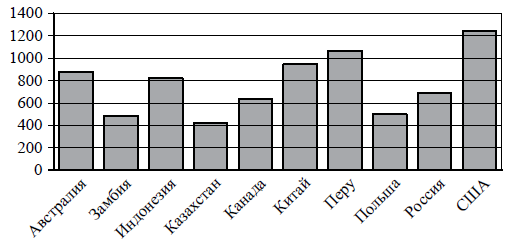 1400
1200
1000
800
600
400
200
0
Австралия
Замбия
Индонезия
Казахстан
Канада
Китай
Перу
Польша
Россия
США